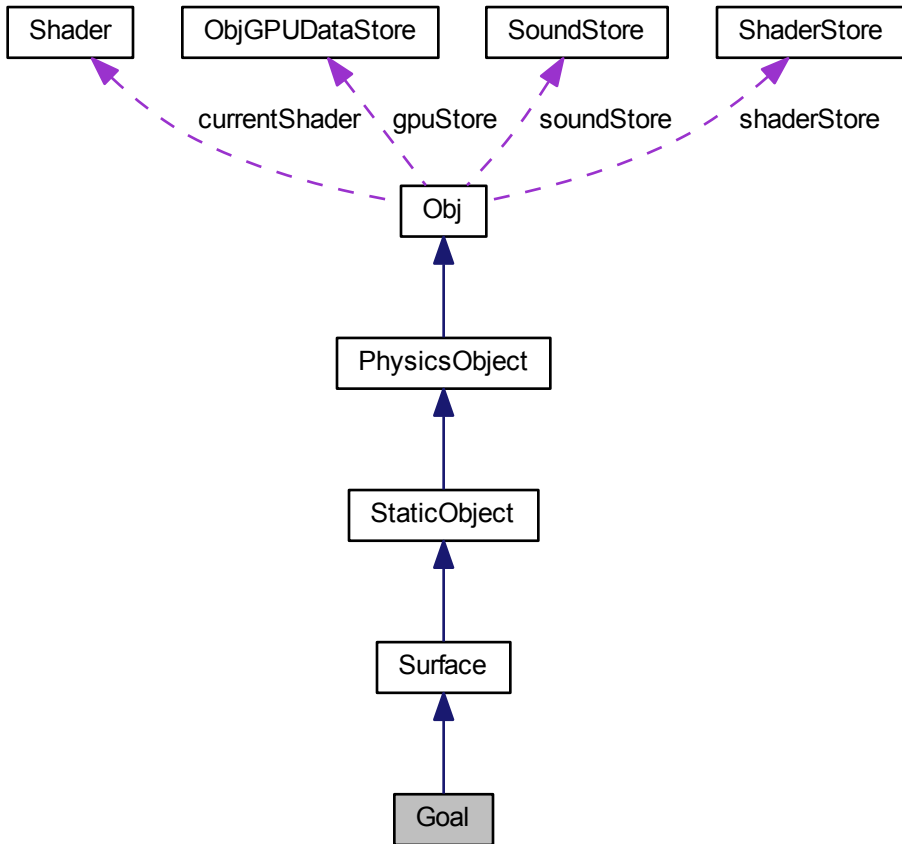 Shader
ObjGPUDataStore
SoundStore
ShaderStore
currentShader
gpuStore
soundStore
shaderStore
Obj
PhysicsObject
StaticObject
Surface
Goal